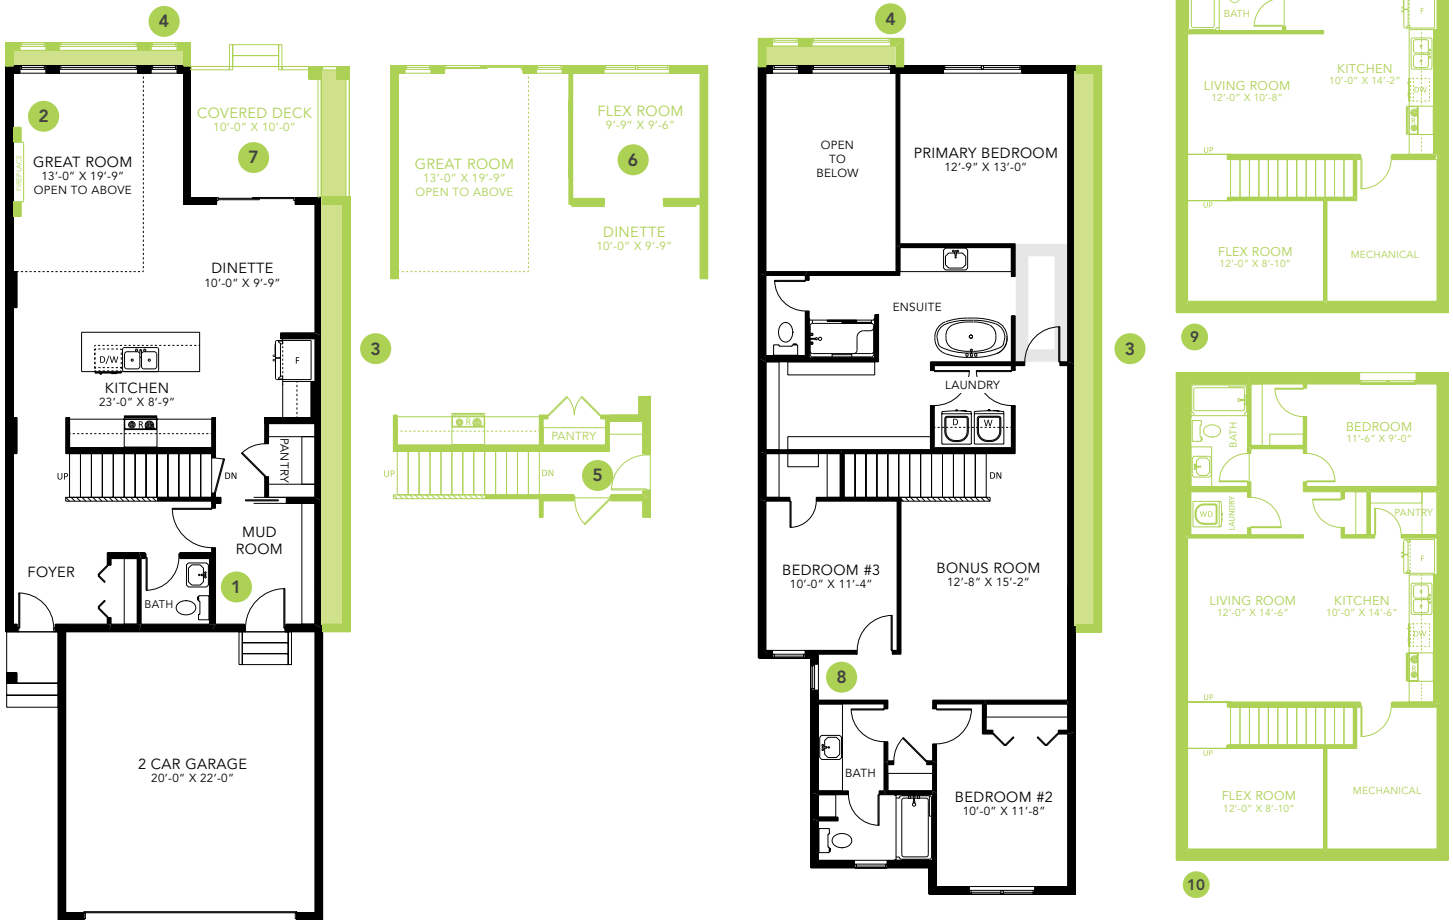 4
2
COVERED DECK
10'-0" X 10'-0"
7
GREAT ROOM
13'-0" X 19'-9"
OPEN TO ABOVE
FIREPLACE
DINETTE
10'-0" X 9'-9"
3
D/W
F
KITCHEN
23'-0" X 8'-9"
R
PANTRY
UP
DN
MUD
ROOM
FOYER
1
BATH
2 CAR GARAGE
20'-0" X 22'-0"
FLEX ROOM
9'-9" X 9'-6"
6
GREAT ROOM
13'-0" X 19'-9"
OPEN TO ABOVE
DINETTE
10'-0" X 9'-9"
R
PANTRY
UP
DN
5
4
OPEN
TO
BELOW
PRIMARY BEDROOM
12'-9" X 13'-0"
ENSUITE
3
LAUNDRY
D
W
DN
BEDROOM #3
10'-0" X 11'-4"
BONUS ROOM
12'-8" X 15'-2"
8
BATH
BEDROOM #2
10'-0" X 11'-8"
BATH
F
KITCHEN
10'-0" X 14'-2"
LIVING ROOM
12'-0" X 10'-8"
DW
R
UP
UP
FLEX ROOM
12'-0" X 8'-10"
MECHANICAL
9
BATH
BEDROOM
11'-6" X 9'-0"
WD
LAUNDRY
PANTRY
F
LIVING ROOM
12'-0" X 14'-6"
KITCHEN
10'-0" X 14'-6"
DW
R
UP
UP
FLEX ROOM
12'-0" X 8'-10"
MECHANICAL
10